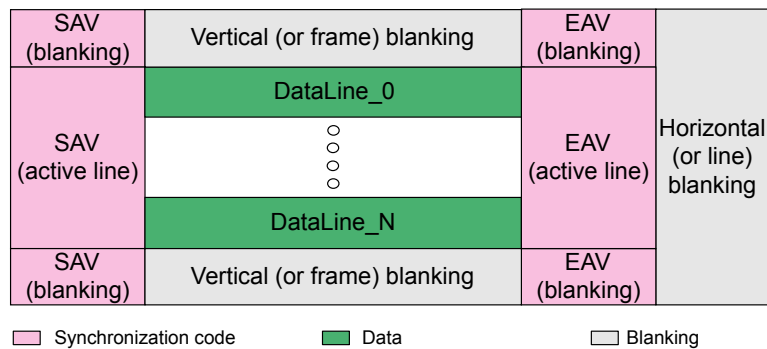 SAV
(blanking)
Vertical (or frame) blanking
EAV
(blanking)
SAV
(active line)
DataLine_0
DataLine_N
EAV
(active line)
Horizontal
(or line)
blanking
SAV
(blanking)
Vertical (or frame) blanking
EAV
(blanking)
Synchronization code
Data
Blanking